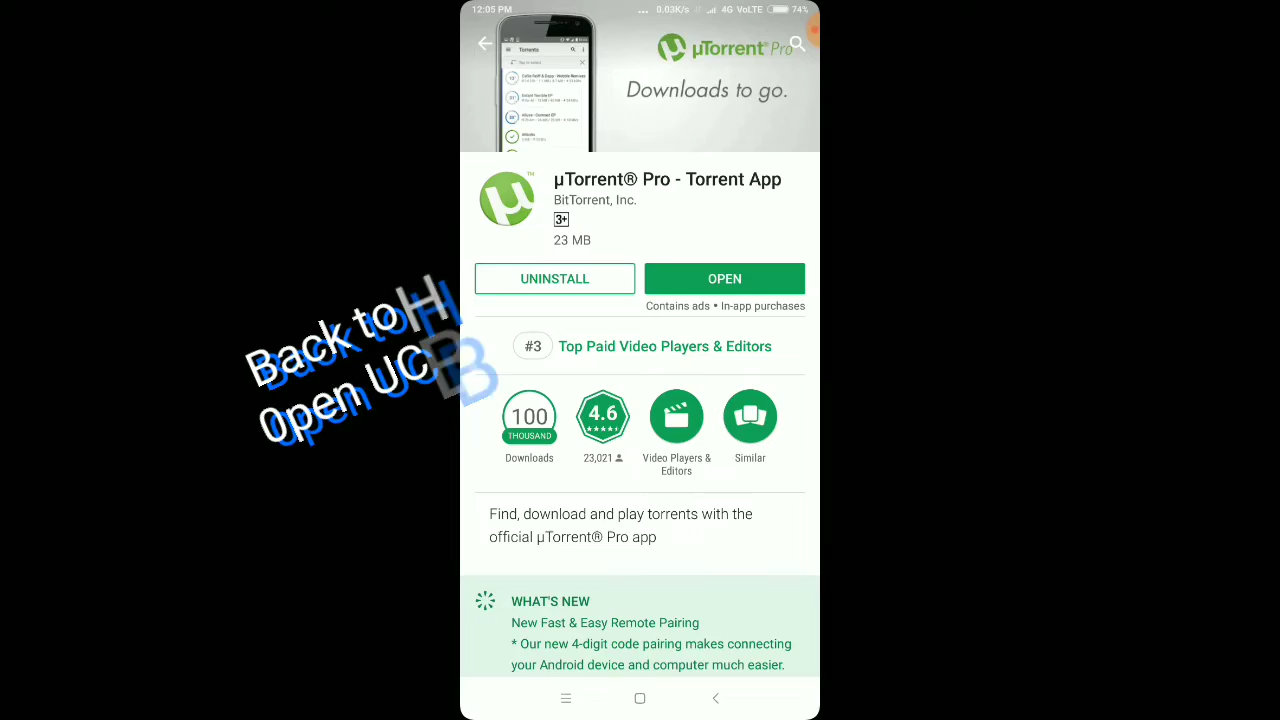 12:05 PM ... 0.03K/s 4G VoLTE 74%
Torrents
µTorrent® Pro
Downloads to go.
µTorrent® Pro - Torrent App
BitTorrent, Inc.
3+
23 MB
UNINSTALL OPEN
Contains ads • In-app purchases
Back to H
Open UC B
#3 Top Paid Video Players & Editors
100 4.6
THOUSAND
Downloads 23,021 Video Players & Similar
Editors
Find, download and play torrents with the
official µTorrent® Pro app
WHAT'S NEW
New Fast & Easy Remote Pairing
* Our new 4-digit code pairing makes connecting
your Android device and computer much easier.